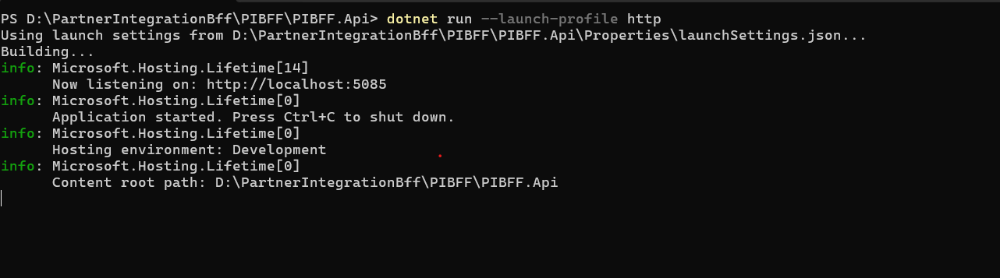 PS D:\PartnerIntegrationBff\PIBFF\PIBFF.Api> dotnet run --launch-profile http
Using launch settings from D:\PartnerIntegrationBff\PIBFF\PIBFF.Api\Properties\launchSettings.json...
Building...
info: Microsoft.Hosting.Lifetime[14]
      Now listening on: http://localhost:5085
info: Microsoft.Hosting.Lifetime[0]
      Application started. Press Ctrl+C to shut down.
info: Microsoft.Hosting.Lifetime[0]
      Hosting environment: Development
info: Microsoft.Hosting.Lifetime[0]
      Content root path: D:\PartnerIntegrationBff\PIBFF\PIBFF.Api